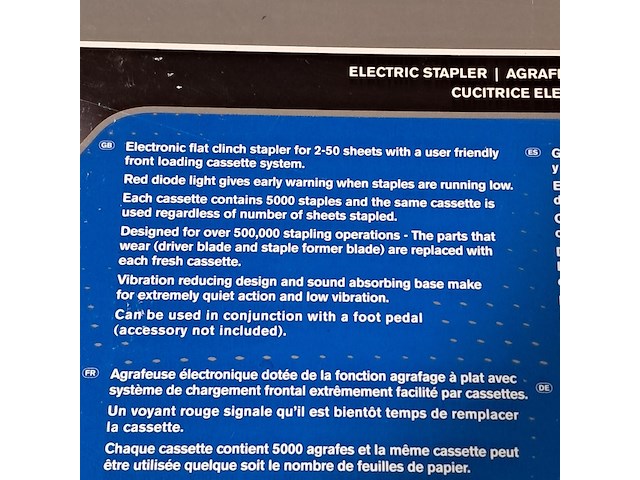 ELECTRIC STAPLER | AGRAF
CUCITRICE ELE
GB Electronic flat clinch stapler for 2-50 sheets with a user friendly
front loading cassette system.
Red diode light gives early warning when staples are running low.
Each cassette contains 5000 staples and the same cassette is
used regardless of number of sheets stapled.
Designed for over 500,000 stapling operations - The parts that
wear (driver blade and staple former blade) are replaced with
each fresh cassette.
Vibration reducing design and sound absorbing base make
for extremely quiet action and low vibration.
Can be used in conjunction with a foot pedal
(accessory not included).
FR Agrafeuse électronique dotée de la fonction agrafage à plat avec
système de chargement frontal extrêmement facilité par cassettes.
Un voyant rouge signale qu'il est bientôt temps de remplacer
la cassette.
Chaque cassette contient 5000 agrafes et la même cassette peut
être utilisée quelque soit le nombre de feuilles de papier.
ES
DE